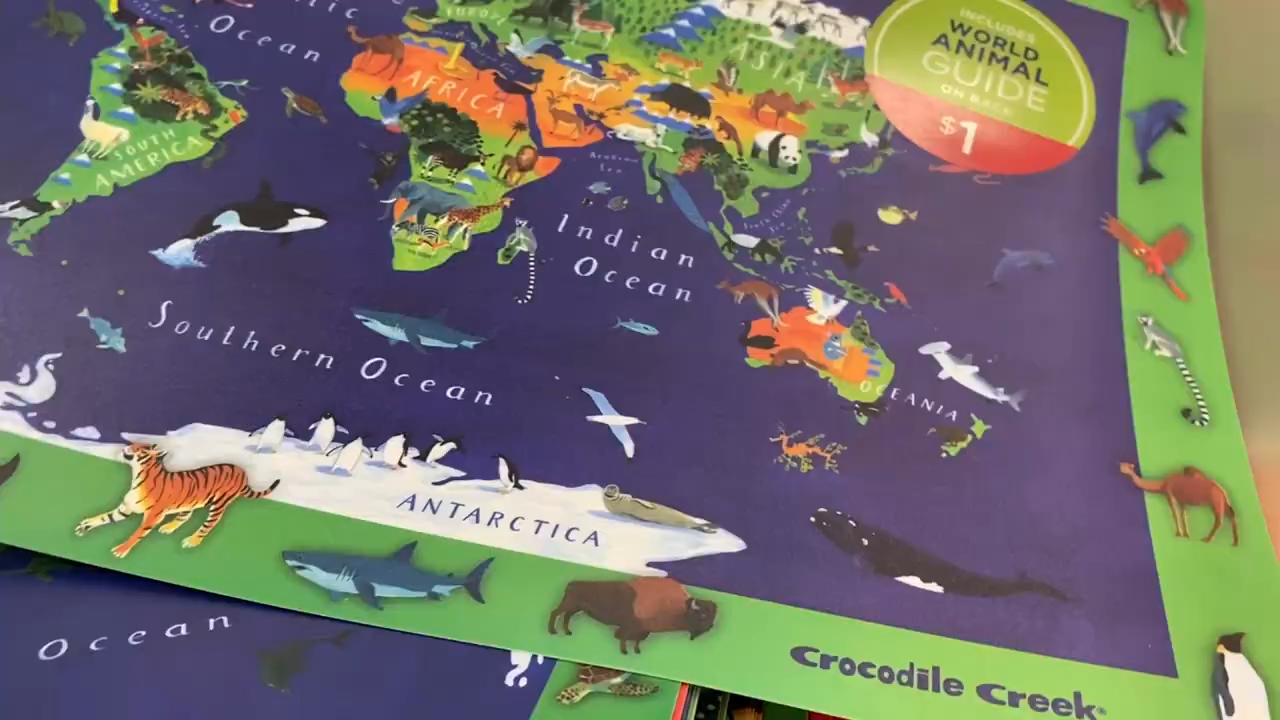 Ocean
EUROPE
ASIA
AFRICA
SOUTH
AMERICA
Indian
Ocean
Southern Ocean
OCEANIA
ANTARCTICA
INCLUDES
WORLD
ANIMAL
GUIDE
ON BACK
$1
Crocodile Creek
Ocean